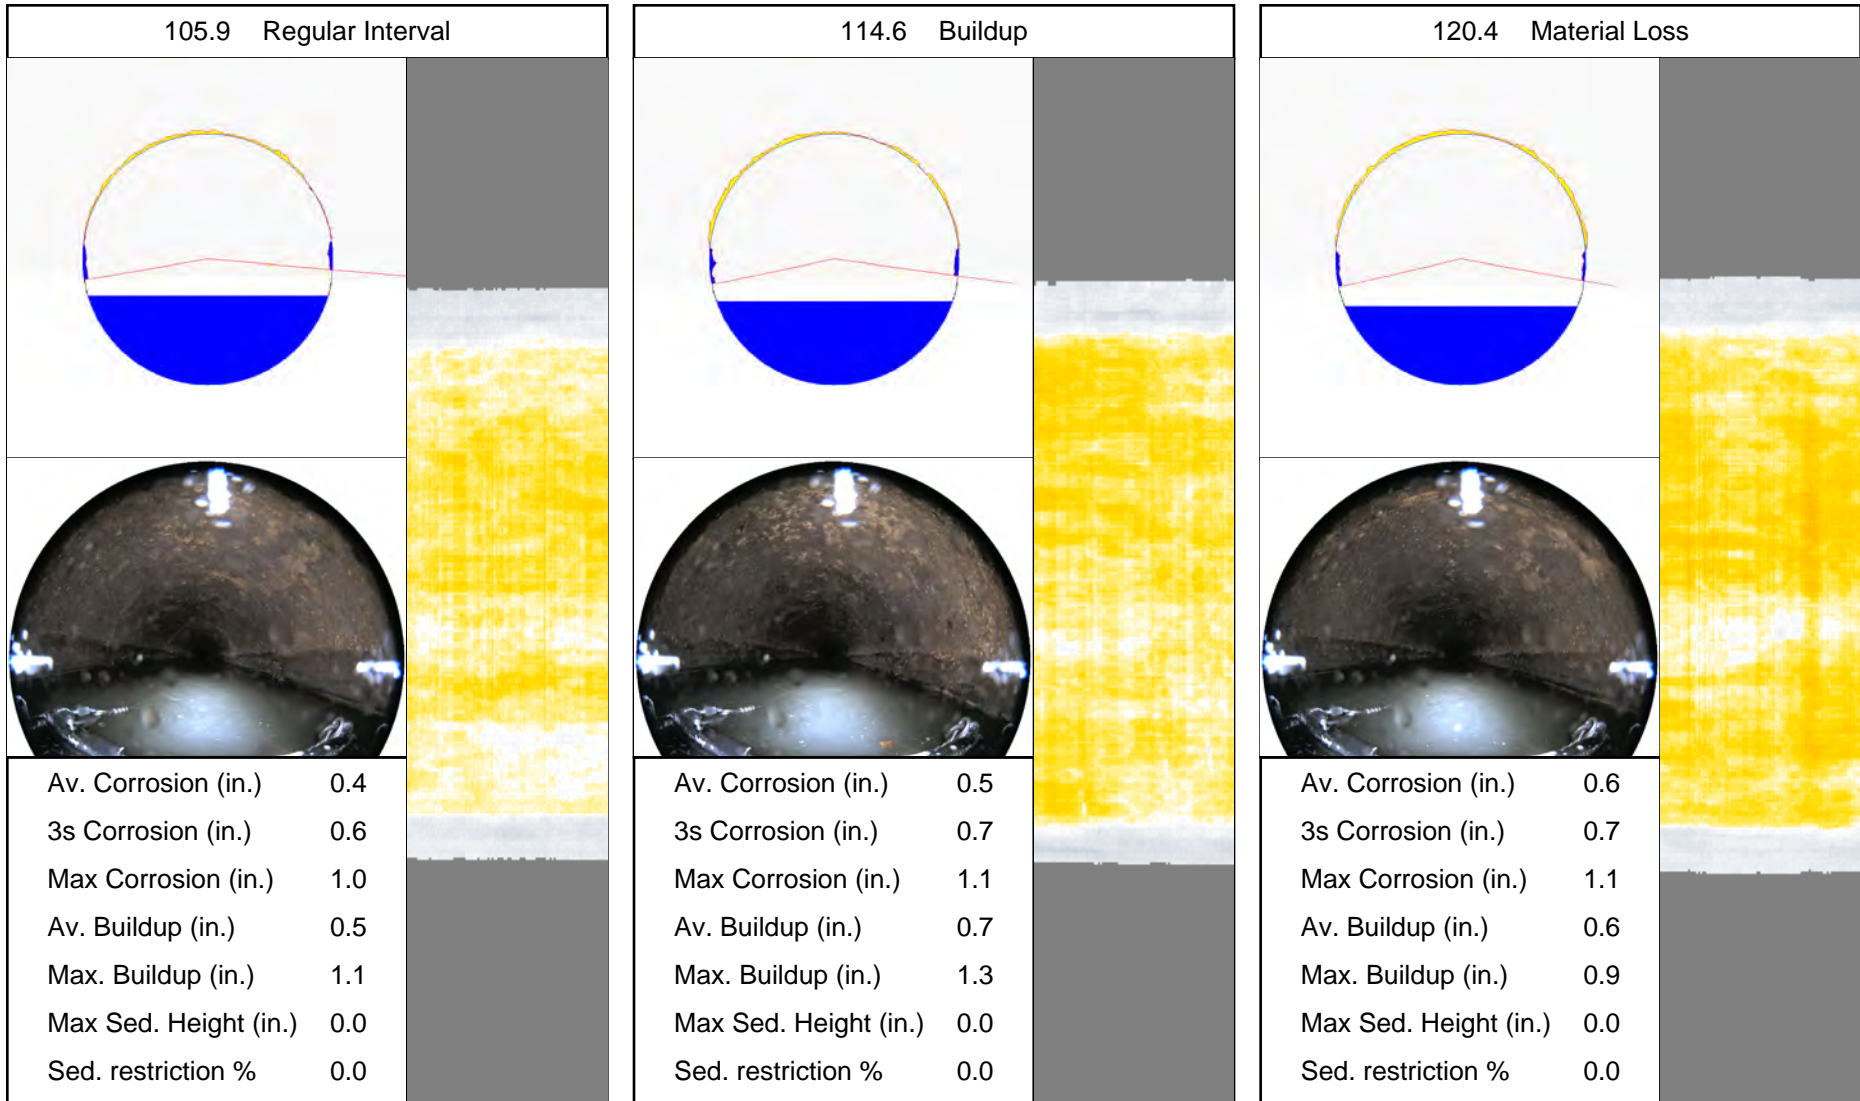 105.9 Regular Interval
Av. Corrosion (in.) 0.4
3s Corrosion (in.) 0.6
Max Corrosion (in.) 1.0
Av. Buildup (in.) 0.5
Max. Buildup (in.) 1.1
Max Sed. Height (in.) 0.0
Sed. restriction % 0.0
114.6 Buildup
Av. Corrosion (in.) 0.5
3s Corrosion (in.) 0.7
Max Corrosion (in.) 1.1
Av. Buildup (in.) 0.7
Max. Buildup (in.) 1.3
Max Sed. Height (in.) 0.0
Sed. restriction % 0.0
120.4 Material Loss
Av. Corrosion (in.) 0.6
3s Corrosion (in.) 0.7
Max Corrosion (in.) 1.1
Av. Buildup (in.) 0.6
Max. Buildup (in.) 0.9
Max Sed. Height (in.) 0.0
Sed. restriction % 0.0